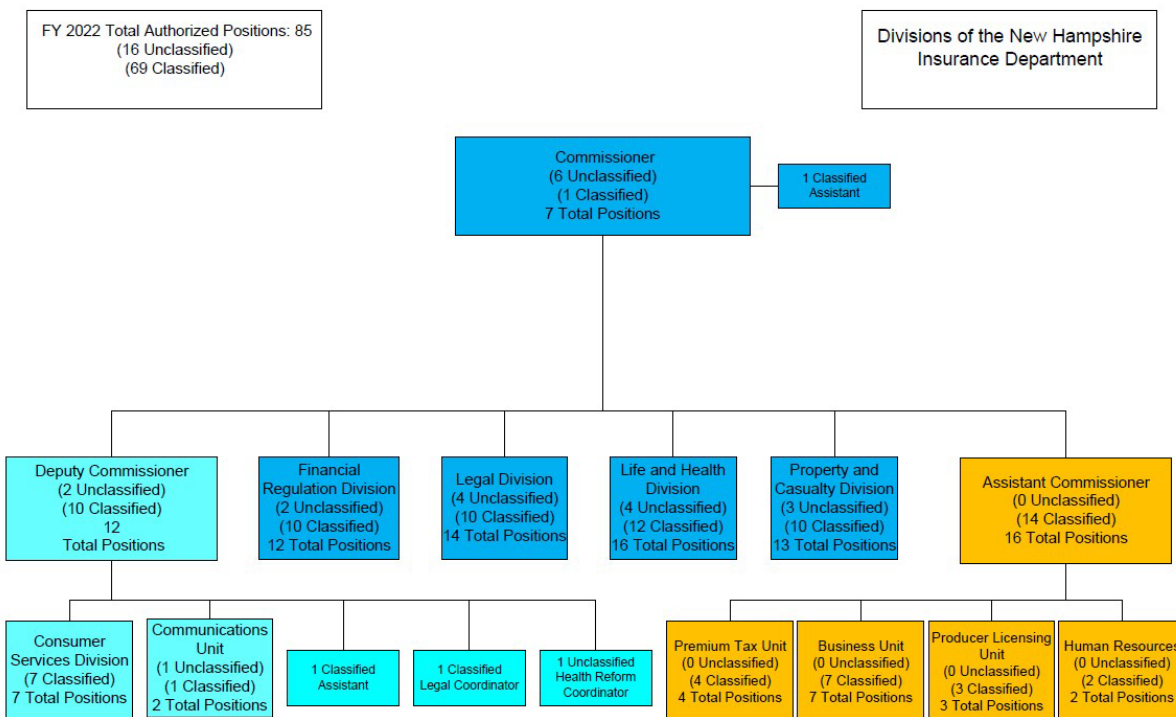 FY 2022 Total Authorized Positions: 85
(16 Unclassified)
(69 Classified)
Divisions of the New Hampshire
Insurance Department
Commissioner
(6 Unclassified)
(1 Classified)
7 Total Positions
1 Classified
Assistant
Deputy Commissioner
(2 Unclassified)
(10 Classified)
12
Total Positions
Financial
Regulation Division
(2 Unclassified)
(10 Classified)
12 Total Positions
Legal Division
(4 Unclassified)
(10 Classified)
14 Total Positions
Life and Health
Division
(4 Unclassified)
(12 Classified)
16 Total Positions
Property and
Casualty Division
(3 Unclassified)
(10 Classified)
13 Total Positions
Assistant Commissioner
(0 Unclassified)
(14 Classified)
16 Total Positions
Consumer
Services Division
(7 Classified)
7 Total Positions
Communications
Unit
(1 Unclassified)
(1 Classified)
2 Total Positions
1 Classified
Assistant
1 Classified
Legal Coordinator
1 Unclassified
Health Reform
Coordinator
Premium Tax Unit
(0 Unclassified)
(4 Classified)
4 Total Positions
Business Unit
(0 Unclassified)
(7 Classified)
7 Total Positions
Producer Licensing
Unit
(0 Unclassified)
(3 Classified)
3 Total Positions
Human Resources
(0 Unclassified)
(2 Classified)
2 Total Positions